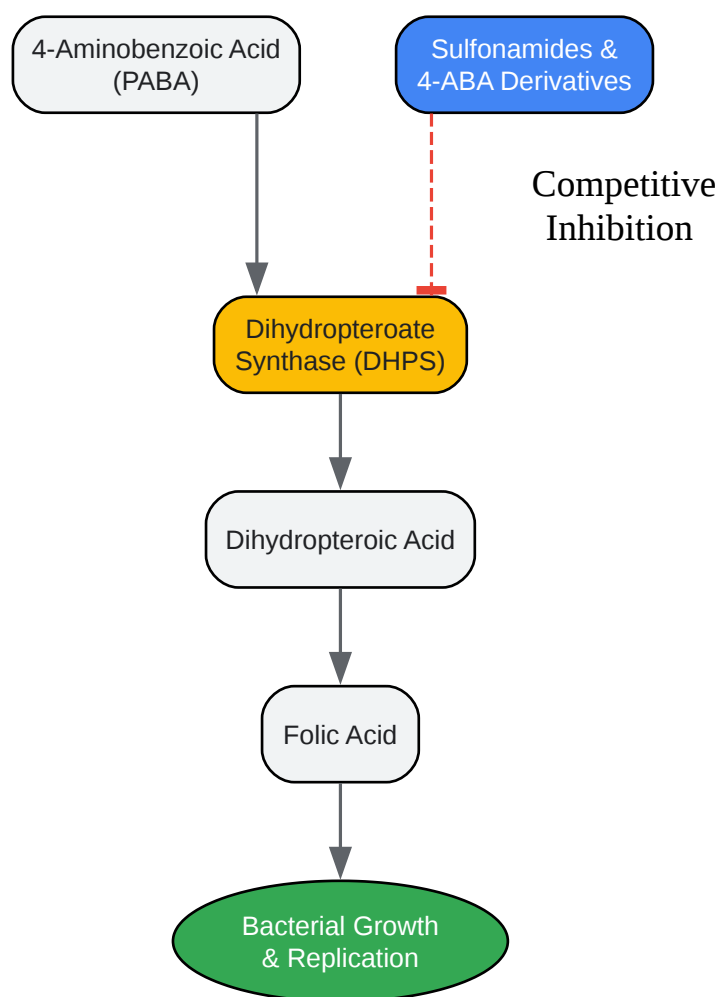 4-Aminobenzoic Acid
(PABA)
Sulfonamides &
4-ABA Derivatives
Competitive
Inhibition
Dihydropteroate
Synthase (DHPS)
Dihydropteroic Acid
Folic Acid
Bacterial Growth
& Replication